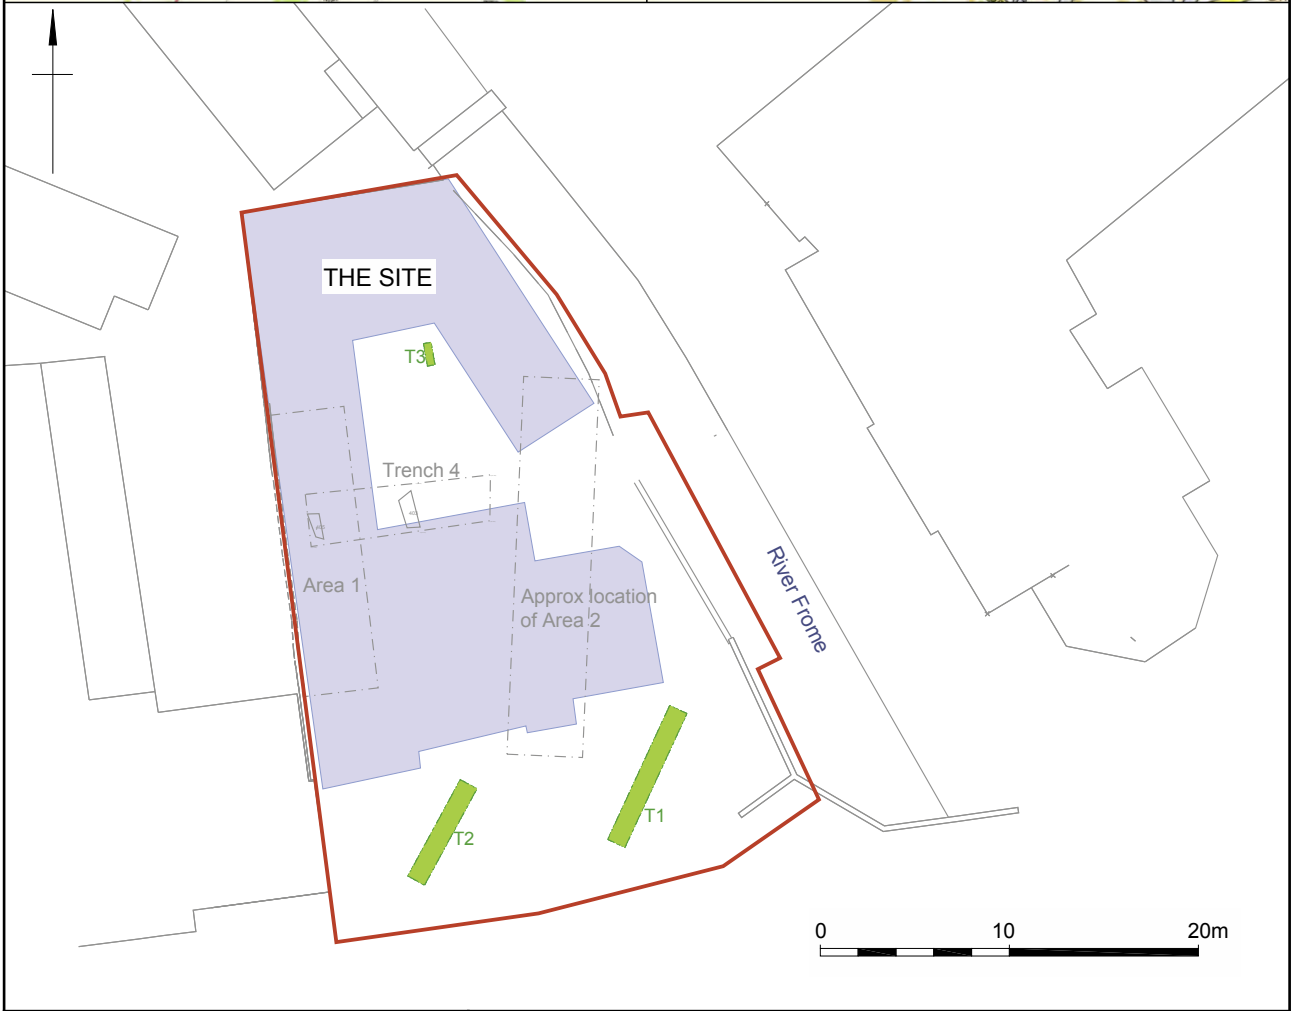 THE SITE
T3
Trench 4
Area 1
Approx location
of Area 2
River Frome
T1
T2
0 10 20m